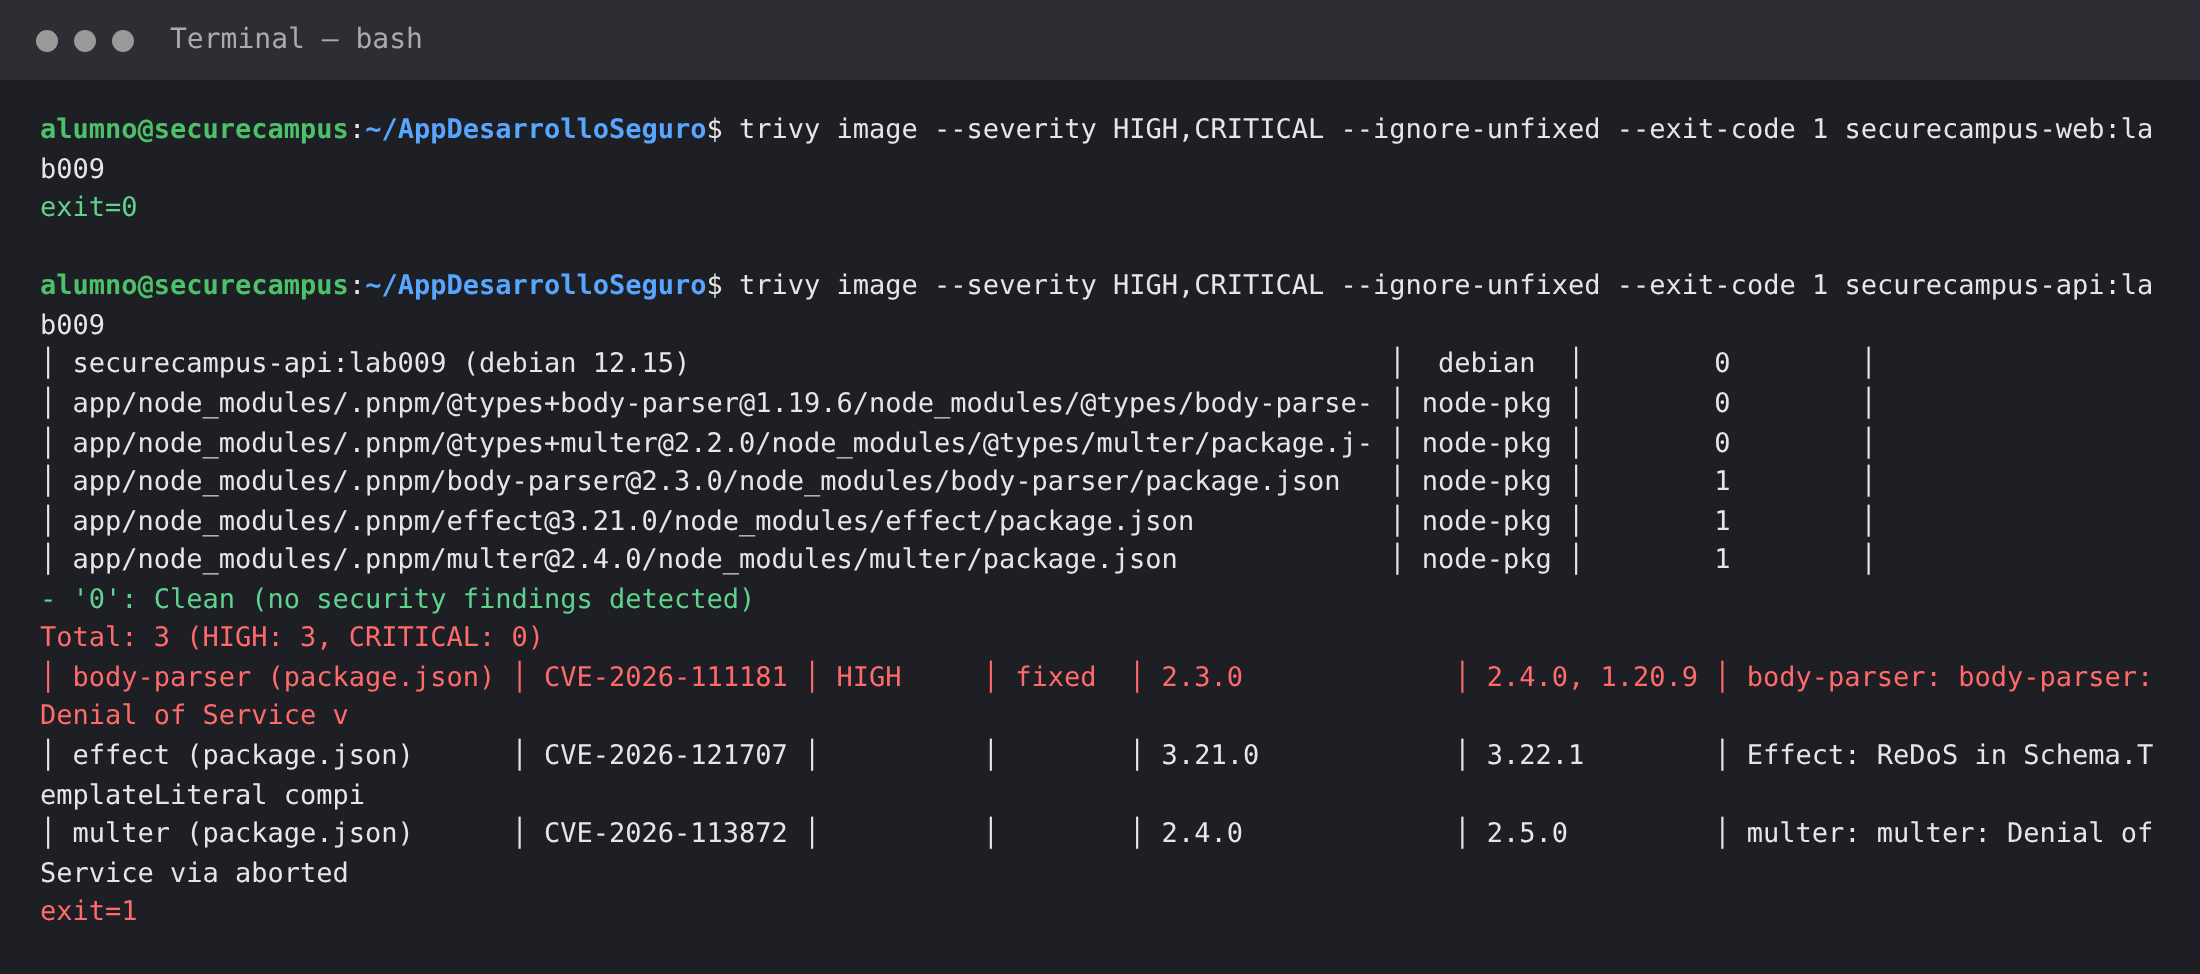 Terminal — bash
alumno@securecampus:~/AppDesarrolloSeguro$ trivy image --severity HIGH,CRITICAL --ignore-unfixed --exit-code 1 securecampus-web:la
b009
exit=0
alumno@securecampus:~/AppDesarrolloSeguro$ trivy image --severity HIGH,CRITICAL --ignore-unfixed --exit-code 1 securecampus-api:la
b009
│ securecampus-api:lab009 (debian 12.15) │ debian │ 0 │
│ app/node_modules/.pnpm/@types+body-parser@1.19.6/node_modules/@types/body-parse- │ node-pkg │ 0 │
│ app/node_modules/.pnpm/@types+multer@2.2.0/node_modules/@types/multer/package.j- │ node-pkg │ 0 │
│ app/node_modules/.pnpm/body-parser@2.3.0/node_modules/body-parser/package.json │ node-pkg │ 1 │
│ app/node_modules/.pnpm/effect@3.21.0/node_modules/effect/package.json │ node-pkg │ 1 │
│ app/node_modules/.pnpm/multer@2.4.0/node_modules/multer/package.json │ node-pkg │ 1 │
- '0': Clean (no security findings detected)
Total: 3 (HIGH: 3, CRITICAL: 0)
│ body-parser (package.json) │ CVE-2026-111181 │ HIGH │ fixed │ 2.3.0 │ 2.4.0, 1.20.9 │ body-parser: body-parser:
Denial of Service v
│ effect (package.json) │ CVE-2026-121707 │ │ │ 3.21.0 │ 3.22.1 │ Effect: ReDoS in Schema.T
emplateLiteral compi
│ multer (package.json) │ CVE-2026-113872 │ │ │ 2.4.0 │ 2.5.0 │ multer: multer: Denial of
Service via aborted
exit=1